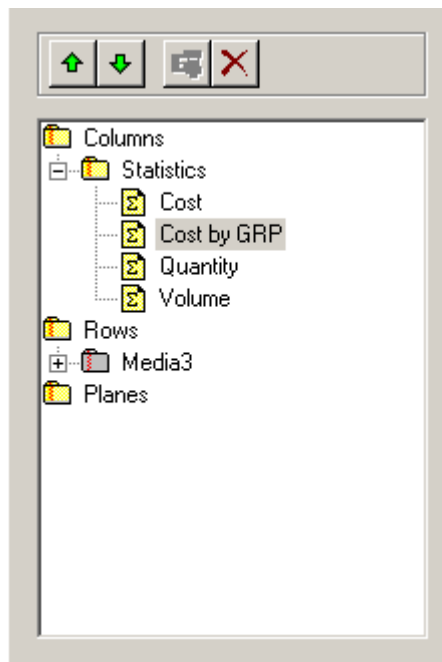 Columns
Statistics
Cost
Cost by GRP
Quantity
Volume
Rows
Media3
Planes